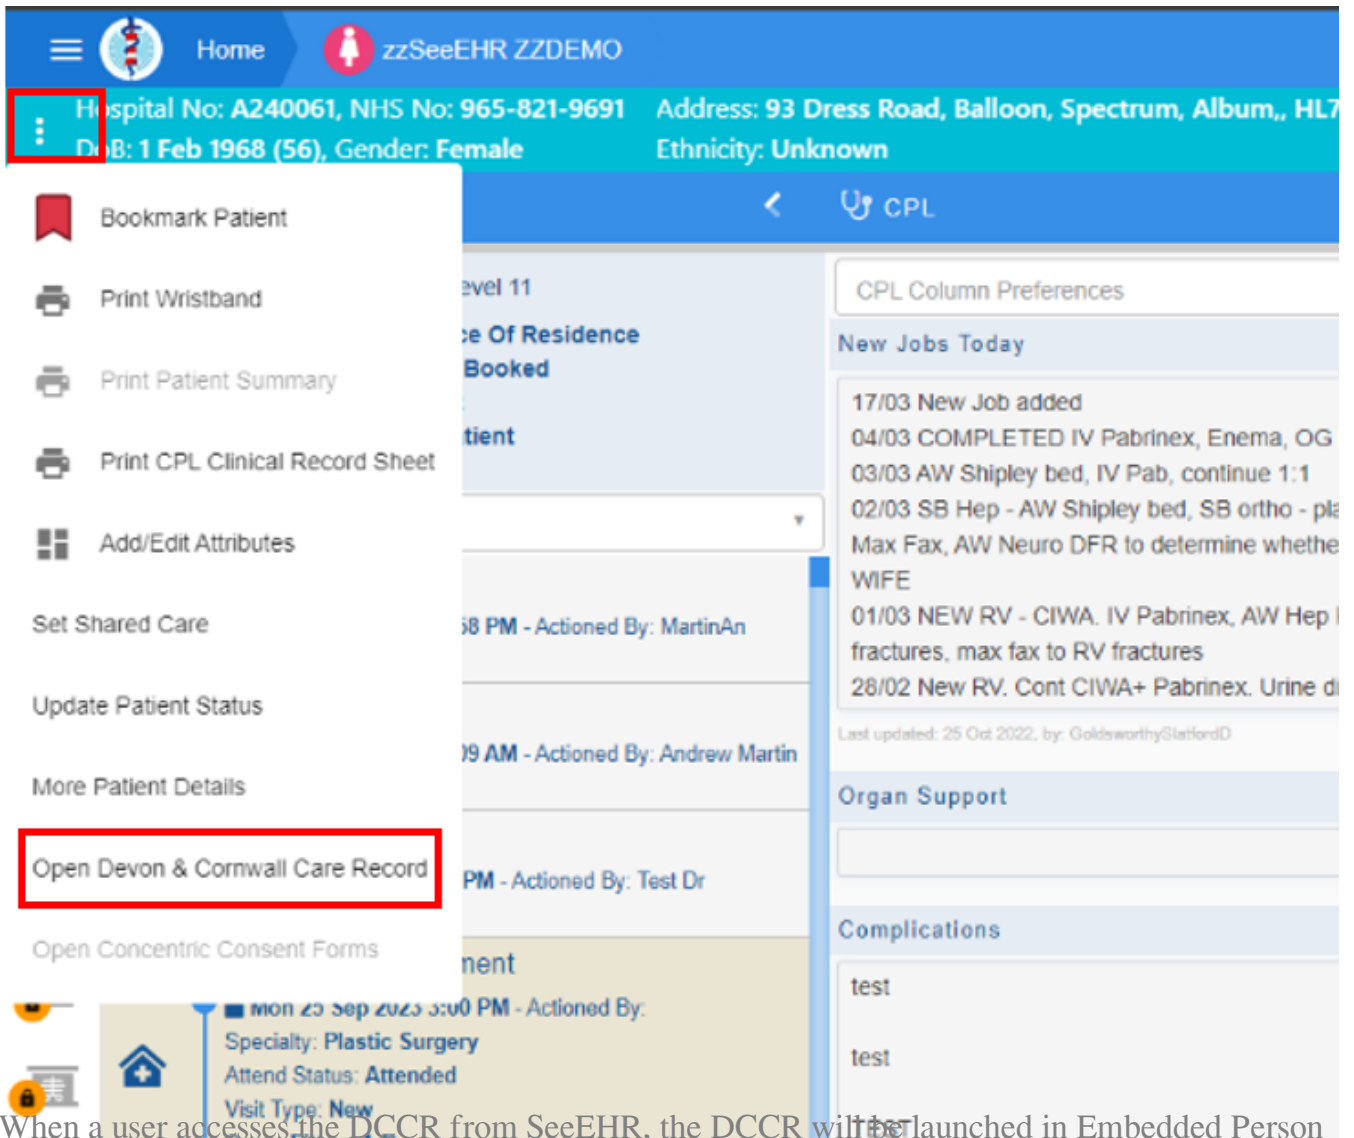 Home
zzSeeEHR ZZDEMO
Hospital No: A240061, NHS No: 965-821-9691
Address: 93 Dress Road, Balloon, Spectrum, Album,, HL7
DoB: 1 Feb 1968 (56), Gender: Female
Ethnicity: Unknown
Bookmark Patient
Print Wristband
Print Patient Summary
Print CPL Clinical Record Sheet
Add/Edit Attributes
Set Shared Care
Update Patient Status
More Patient Details
Open Devon & Cornwall Care Record
Open Concentric Consent Forms
evel 11
ce Of Residence
Booked
tient
58 PM - Actioned By: MartinAn
09 AM - Actioned By: Andrew Martin
PM - Actioned By: Test Dr
ment
Mon 25 Sep 2023 3:00 PM - Actioned By:
Specialty: Plastic Surgery
Attend Status: Attended
Visit Type: New
CPL
CPL Column Preferences
New Jobs Today
17/03 New Job added
04/03 COMPLETED IV Pabrinex, Enema, OG
03/03 AW Shipley bed, IV Pab, continue 1:1
02/03 SB Hep - AW Shipley bed, SB ortho - pla
Max Fax, AW Neuro DFR to determine whethe
WIFE
01/03 NEW RV - CIWA. IV Pabrinex, AW Hep
fractures, max fax to RV fractures
28/02 New RV. Cont CIWA+ Pabrinex. Urine di
Last updated: 25 Oct 2022, by: GoldsworthySlatfordD
Organ Support
Complications
test
test
TEST
When a user accesses the DCCR from SeeEHR, the DCCR will be launched in Embedded Person